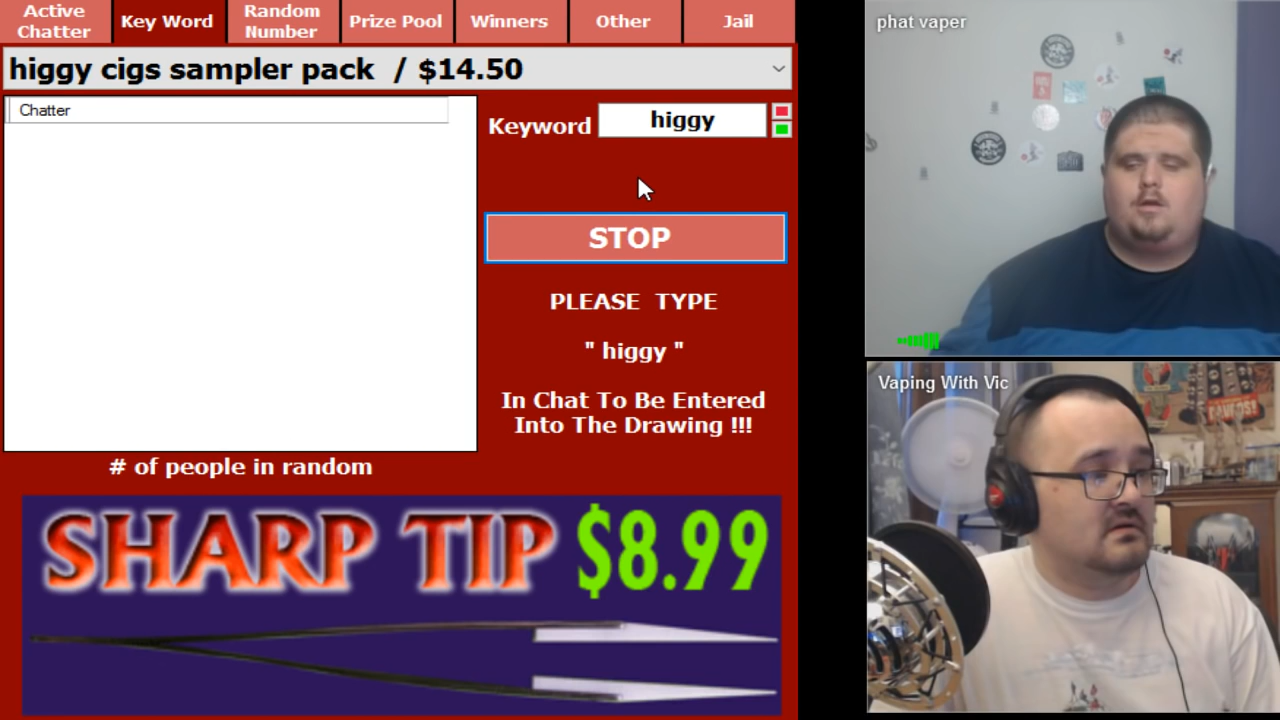 Active
Chatter
Key Word
Random
Number
Prize Pool
Winners
Other
Jail
higgy cigs sampler pack / $14.50
Chatter
Keyword
higgy
STOP
PLEASE TYPE
" higgy "
In Chat To Be Entered
Into The Drawing !!!
# of people in random
SHARP TIP $8.99
phat vaper
Vaping With Vic